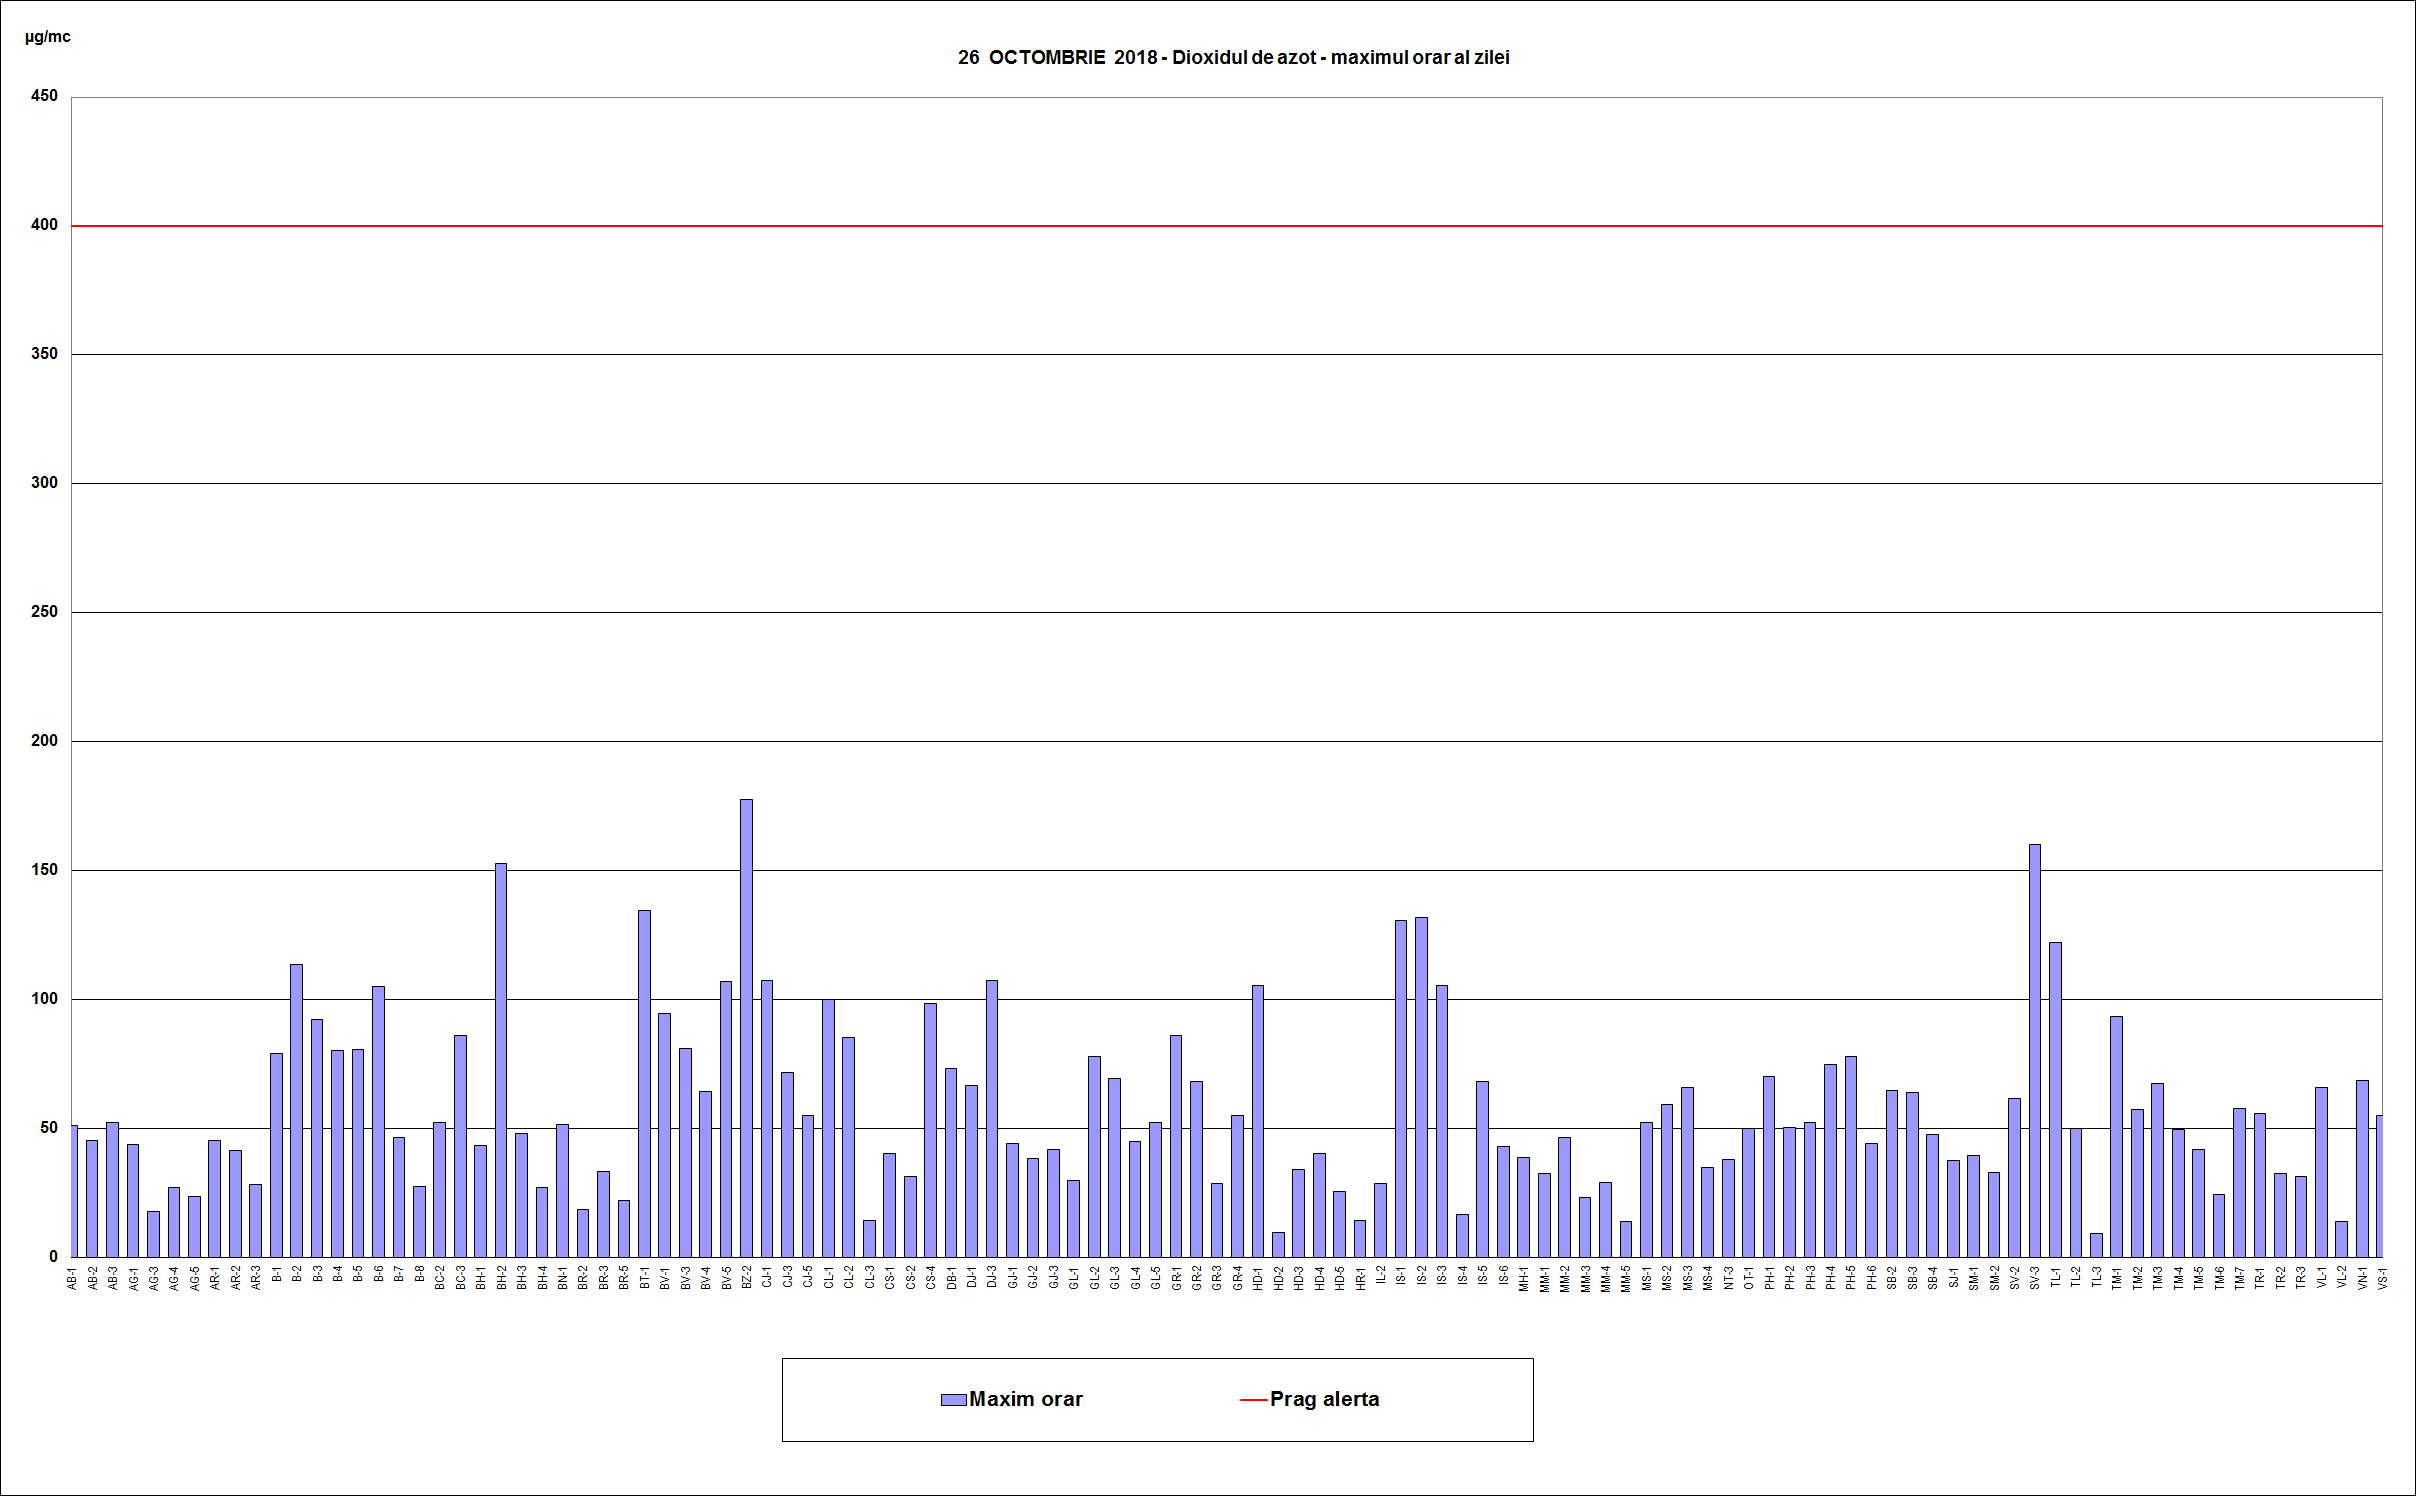 µg/mc
26 OCTOMBRIE 2018 - Dioxidul de azot - maximul orar al zilei
450
400
350
300
250
200
150
100
50
0
AB-1 AB-2 AB-3 AG-1 AG-3 AG-4 AG-5 AR-1 AR-2 AR-3 B-1 B-2 B-3 B-4 B-5 B-6 B-7 B-8 BC-2 BC-3 BH-1 BH-2 BH-3 BH-4 BN-1 BR-2 BR-3 BR-5 BT-1 BV-1 BV-3 BV-4 BV-5 BZ-2 CJ-1 CJ-3 CJ-5 CL-1 CL-2 CL-3 CS-1 CS-2 CS-4 DB-1 DJ-1 DJ-3 GJ-1 GJ-2 GJ-3 GL-1 GL-2 GL-3 GL-4 GL-5 GR-1 GR-2 GR-3 GR-4 HD-1 HD-2 HD-3 HD-4 HD-5 HR-1 IL-2 IS-1 IS-2 IS-3 IS-4 IS-5 IS-6 MH-1 MM-1 MM-2 MM-3 MM-4 MM-5 MS-1 MS-2 MS-3 MS-4 NT-3 OT-1 PH-1 PH-2 PH-3 PH-4 PH-5 PH-6 SB-2 SB-3 SB-4 SJ-1 SM-1 SM-2 SV-2 SV-3 TL-1 TL-2 TL-3 TM-1 TM-2 TM-3 TM-4 TM-5 TM-6 TM-7 TR-1 TR-2 TR-3 VL-1 VL-2 VN-1 VS-1
Maxim orar Prag alerta